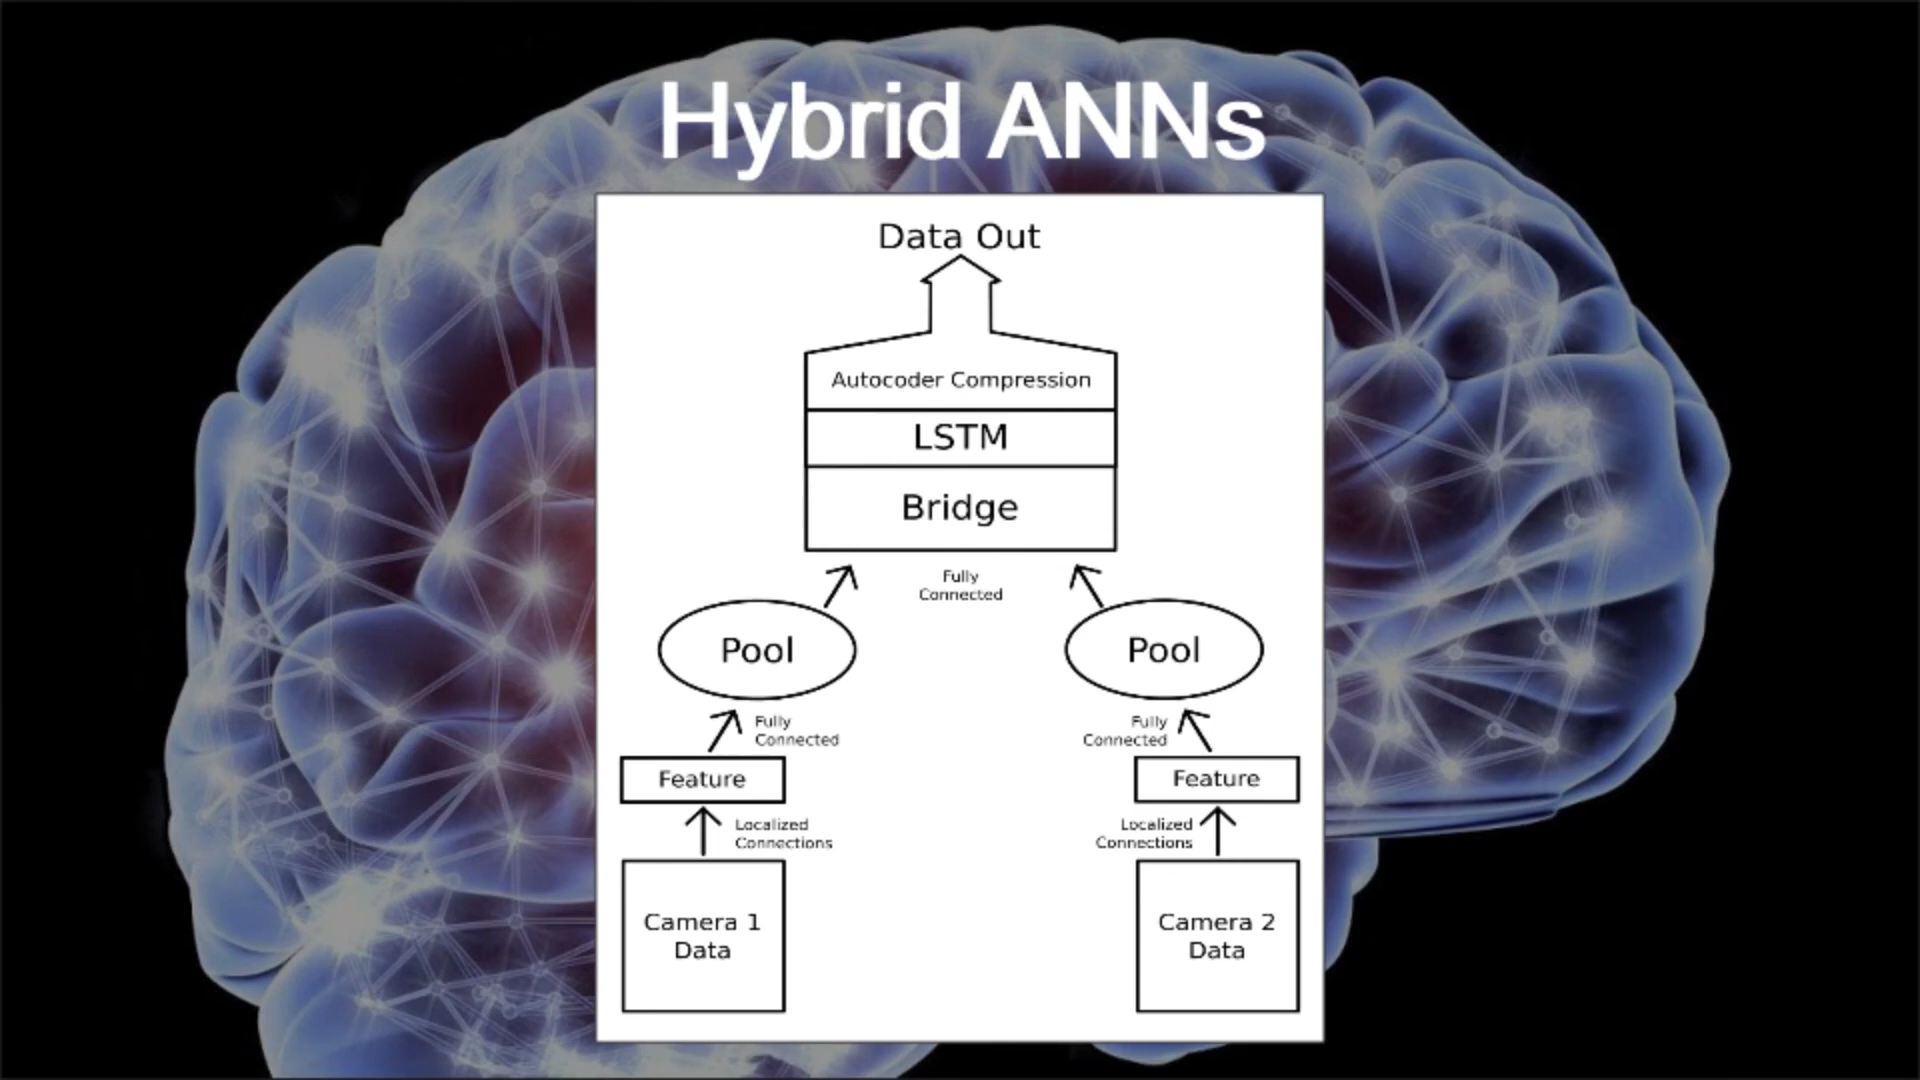 Hybrid ANNs
Data Out
Autocoder Compression
LSTM
Bridge
Fully
Connected
Pool
Pool
Fully
Connected
Fully
Connected
Feature
Feature
Localized
Connections
Localized
Connections
Camera 1
Data
Camera 2
Data